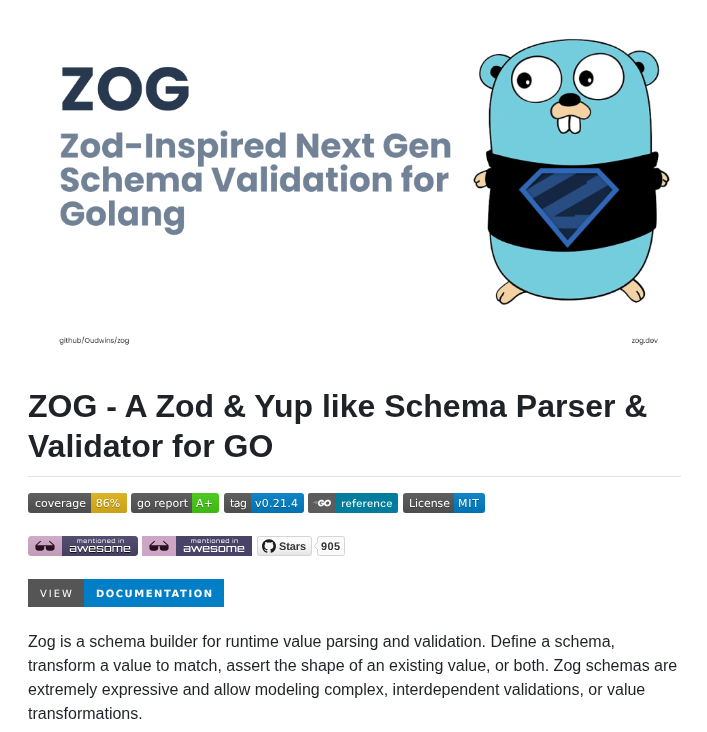 ZOG
Zod-Inspired Next Gen
Schema Validation for
Golang
github/Oudwins/zog
zog.dev
ZOG - A Zod & Yup like Schema Parser &
Validator for GO
coverage 86% go report A+ tag v0.21.4 GO reference License MIT
mentioned in awesome mentioned in awesome Stars 905
VIEW DOCUMENTATION
Zog is a schema builder for runtime value parsing and validation. Define a schema,
transform a value to match, assert the shape of an existing value, or both. Zog schemas are
extremely expressive and allow modeling complex, interdependent validations, or value
transformations.